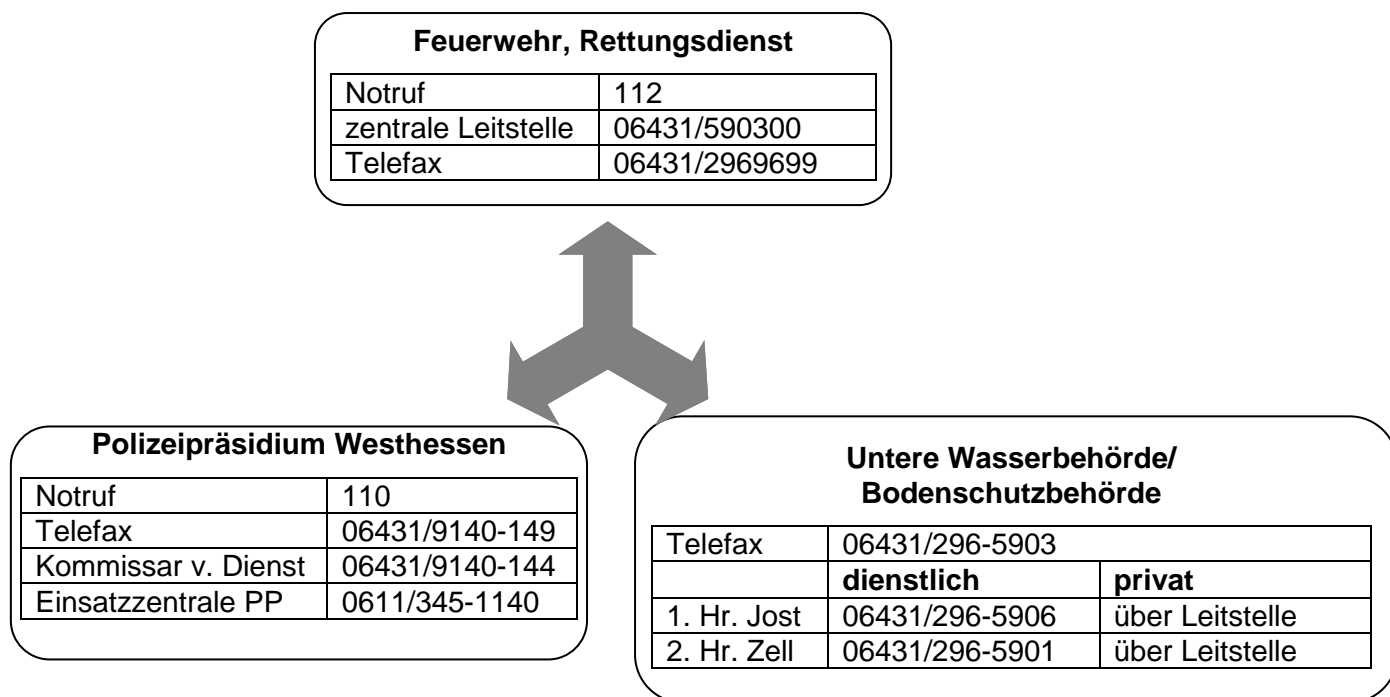 Feuerwehr, Rettungsdienst
Notruf 112
zentrale Leitstelle 06431/590300
Telefax 06431/2969699
Polizeipräsidium Westhessen
Notruf 110
Telefax 06431/9140-149
Kommissar v. Dienst 06431/9140-144
Einsatzzentrale PP 0611/345-1140
Untere Wasserbehörde/
Bodenschutzbehörde
Telefax 06431/296-5903
dienstlich privat
1. Hr. Jost 06431/296-5906 über Leitstelle
2. Hr. Zell 06431/296-5901 über Leitstelle